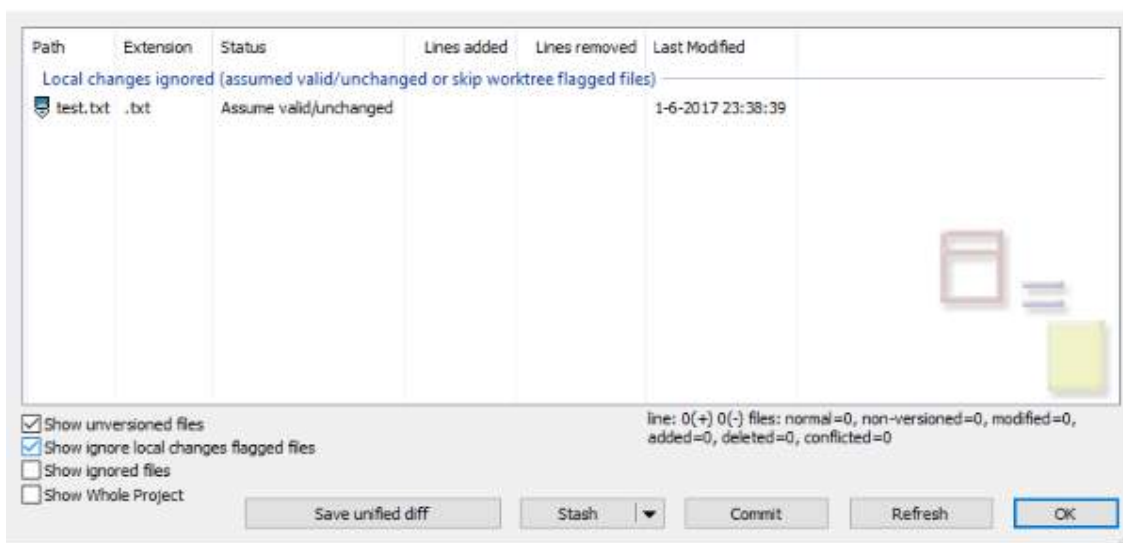 Path Extension Status Lines added Lines removed Last Modified
Local changes ignored (assumed valid/unchanged or skip worktree flagged files)
test.txt .txt Assume valid/unchanged 1-6-2017 23:38:39
Show unversioned files
Show ignore local changes flagged files
Show ignored files
Show Whole Project
line: 0(+) 0(-) files: normal=0, non-versioned=0, modified=0,
added=0, deleted=0, conflicted=0
Save unified diff Stash Commit Refresh OK